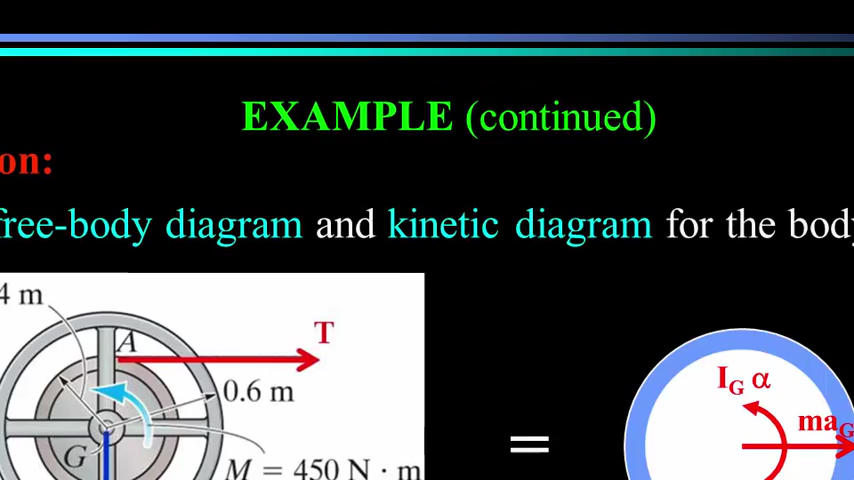 EXAMPLE (continued)
on:
free-body diagram and kinetic diagram for the body
4 m
A
T
0.6 m
I_G α
ma_G
=
G
M = 450 N · m